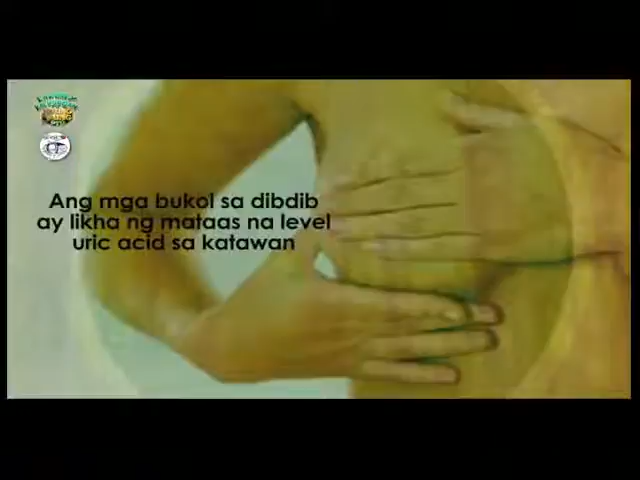 Ang mga bukol sa dibdib
ay likha ng mataas na level
uric acid sa katawan